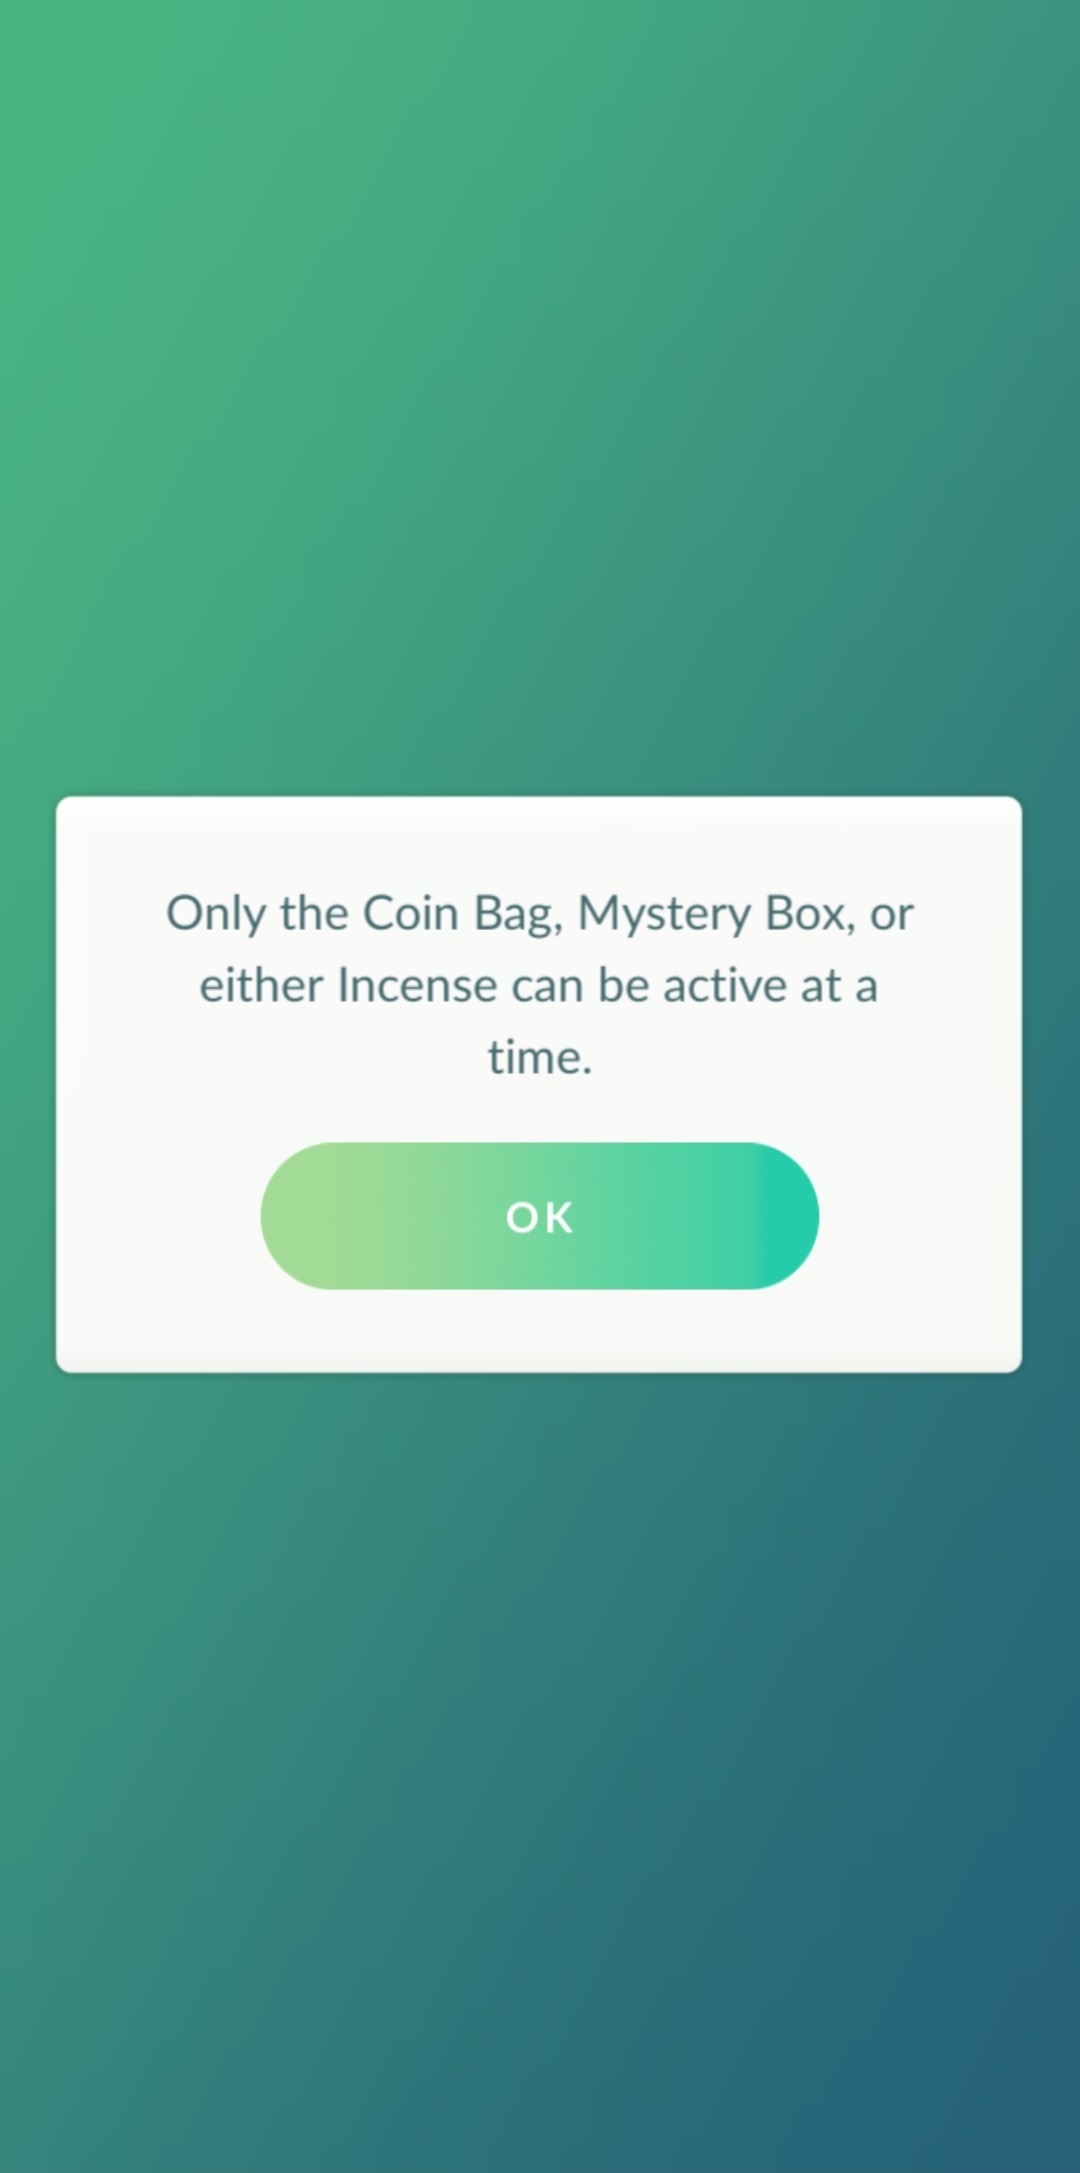 Only the Coin Bag, Mystery Box, or
either Incense can be active at a
time.
OK